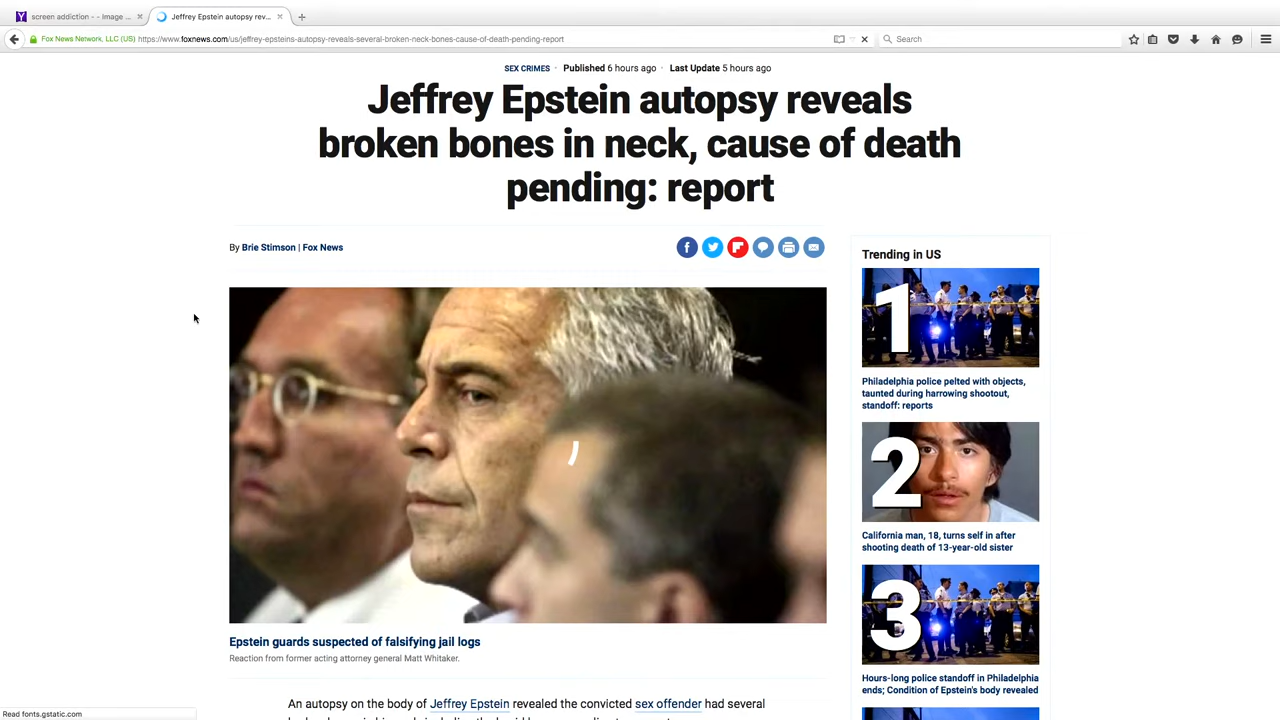 screen addiction - - Image ...
Jeffrey Epstein autopsy rev...
Fox News Network, LLC (US) https://www.foxnews.com/us/jeffrey-epsteins-autopsy-reveals-several-broken-neck-bones-cause-of-death-pending-report
Search
SEX CRIMES · Published 6 hours ago · Last Update 5 hours ago
Jeffrey Epstein autopsy reveals
broken bones in neck, cause of death
pending: report
By Brie Stimson | Fox News
Trending in US
1
Philadelphia police pelted with objects,
taunted during harrowing shootout,
standoff: reports
2
California man, 18, turns self in after
shooting death of 13-year-old sister
3
Hours-long police standoff in Philadelphia
ends; Condition of Epstein's body revealed
Epstein guards suspected of falsifying jail logs
Reaction from former acting attorney general Matt Whitaker.
An autopsy on the body of Jeffrey Epstein revealed the convicted sex offender had several
Read fonts.gstatic.com